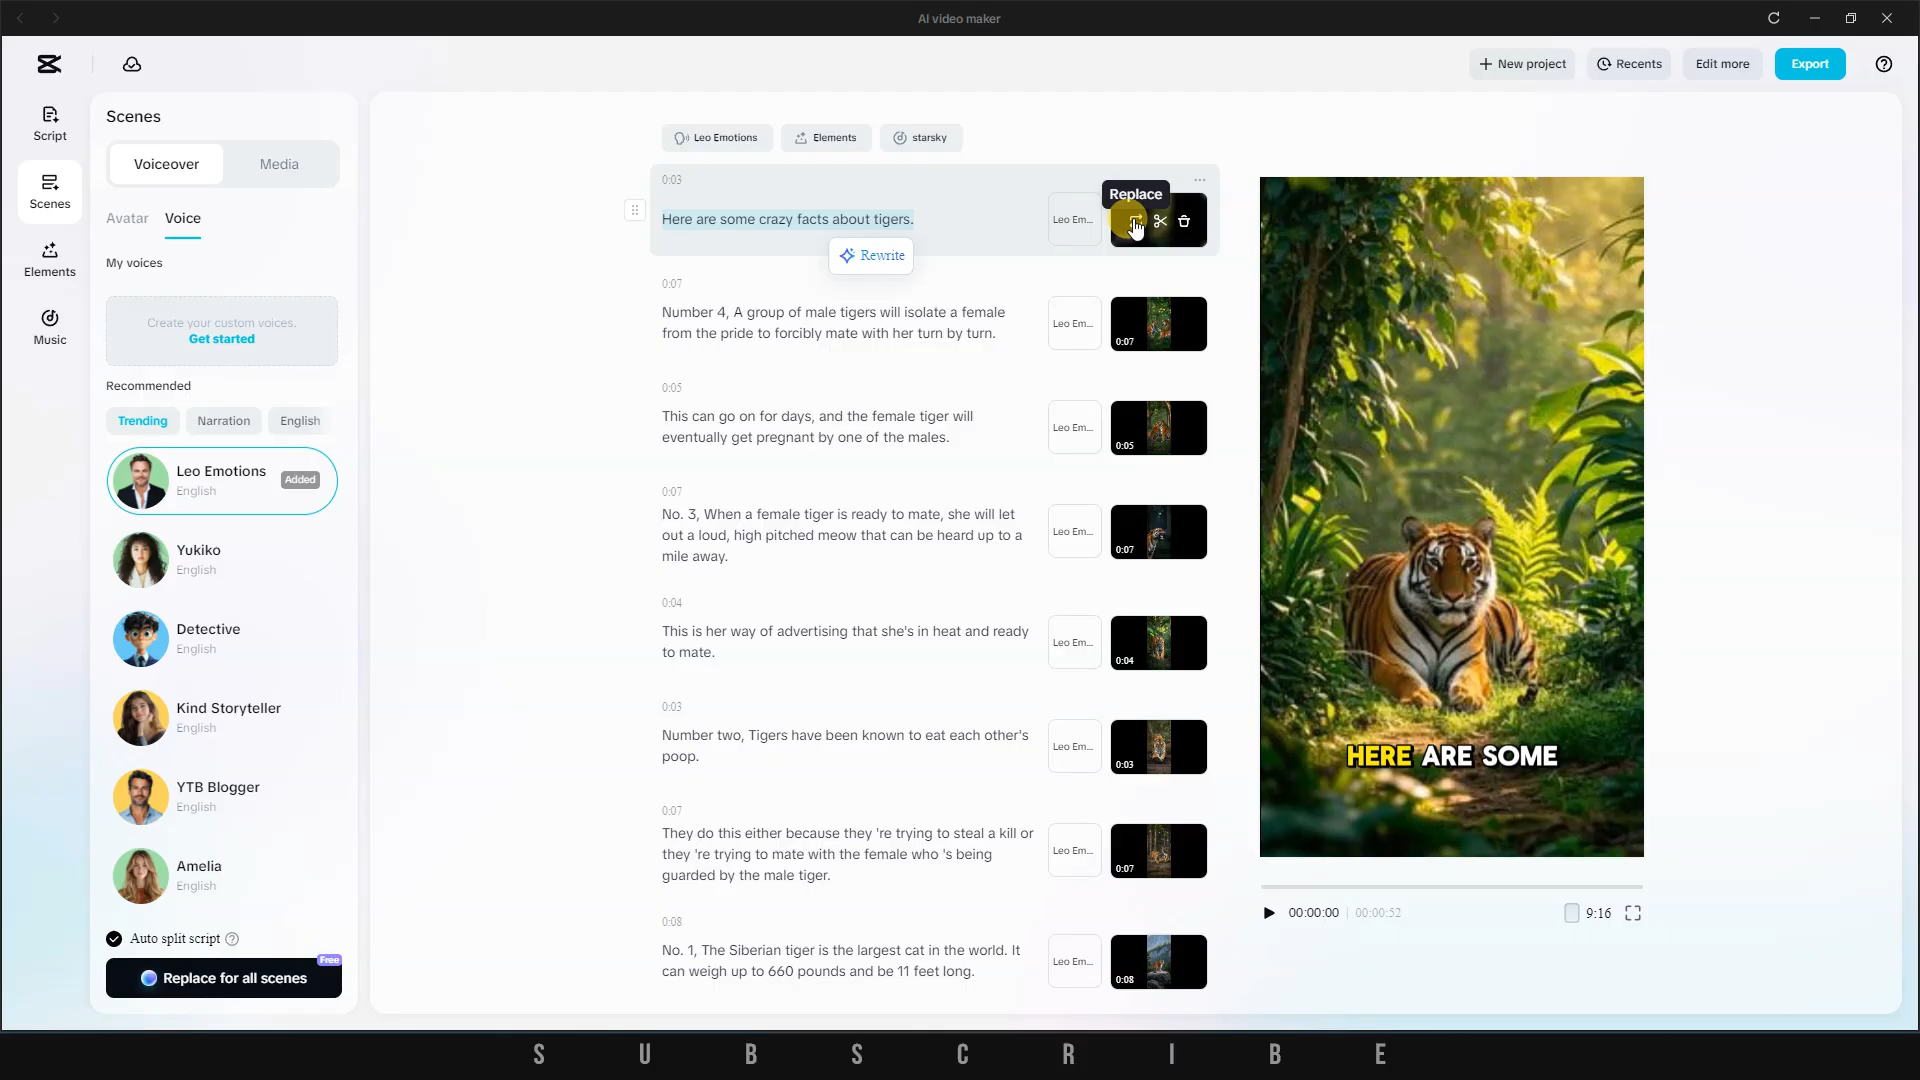 AI video maker
New project
Recents
Edit more
Export
Script
Scenes
Elements
Music
Scenes
Voiceover
Media
Avatar
Voice
My voices
Create your custom voices.
Get started
Recommended
Trending
Narration
English
Leo Emotions
English
Added
Yukiko
English
Detective
English
Kind Storyteller
English
YTB Blogger
English
Amelia
English
Auto split script
Free
Replace for all scenes
Leo Emotions
Elements
starsky
0:03
Replace
Here are some crazy facts about tigers.
Leo Em...
Rewrite
0:07
Number 4, A group of male tigers will isolate a female
from the pride to forcibly mate with her turn by turn.
Leo Em...
0:07
0:05
This can go on for days, and the female tiger will
eventually get pregnant by one of the males.
Leo Em...
0:05
0:07
No. 3, When a female tiger is ready to mate, she will let
out a loud, high pitched meow that can be heard up to a
mile away.
Leo Em...
0:07
0:04
This is her way of advertising that she's in heat and ready
to mate.
Leo Em...
0:04
0:03
Number two, Tigers have been known to eat each other's
poop.
Leo Em...
0:03
0:07
They do this either because they 're trying to steal a kill or
they 're trying to mate with the female who 's being
guarded by the male tiger.
Leo Em...
0:07
0:08
No. 1, The Siberian tiger is the largest cat in the world. It
can weigh up to 660 pounds and be 11 feet long.
Leo Em...
0:08
HERE ARE SOME
00:00:00
00:00:52
9:16
SUBSCRIBE